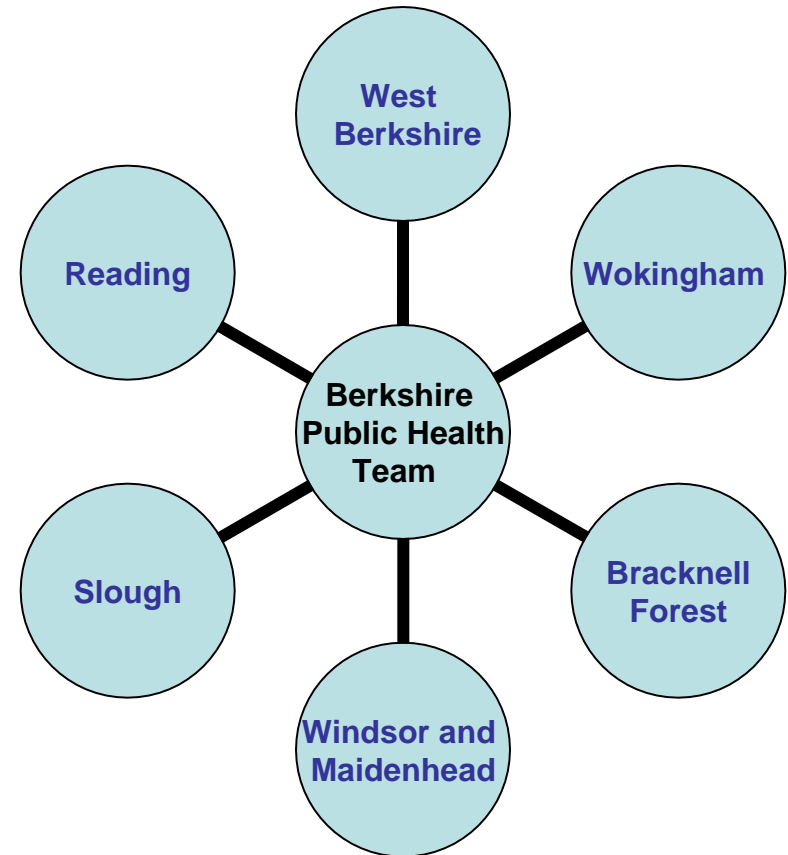 West
Berkshire
Reading
Wokingham
Berkshire
Public Health
Team
Slough
Bracknell
Forest
Windsor and
Maidenhead